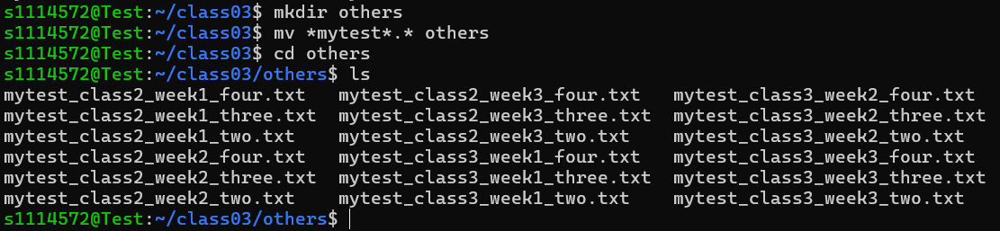 s1114572@Test:~/class03$ mkdir others
s1114572@Test:~/class03$ mv *mytest*.* others
s1114572@Test:~/class03$ cd others
s1114572@Test:~/class03/others$ ls
mytest_class2_week1_four.txt   mytest_class2_week3_four.txt   mytest_class3_week2_four.txt
mytest_class2_week1_three.txt  mytest_class2_week3_three.txt  mytest_class3_week2_three.txt
mytest_class2_week1_two.txt    mytest_class2_week3_two.txt    mytest_class3_week2_two.txt
mytest_class2_week2_four.txt   mytest_class3_week1_four.txt   mytest_class3_week3_four.txt
mytest_class2_week2_three.txt  mytest_class3_week1_three.txt  mytest_class3_week3_three.txt
mytest_class2_week2_two.txt    mytest_class3_week1_two.txt    mytest_class3_week3_two.txt
s1114572@Test:~/class03/others$